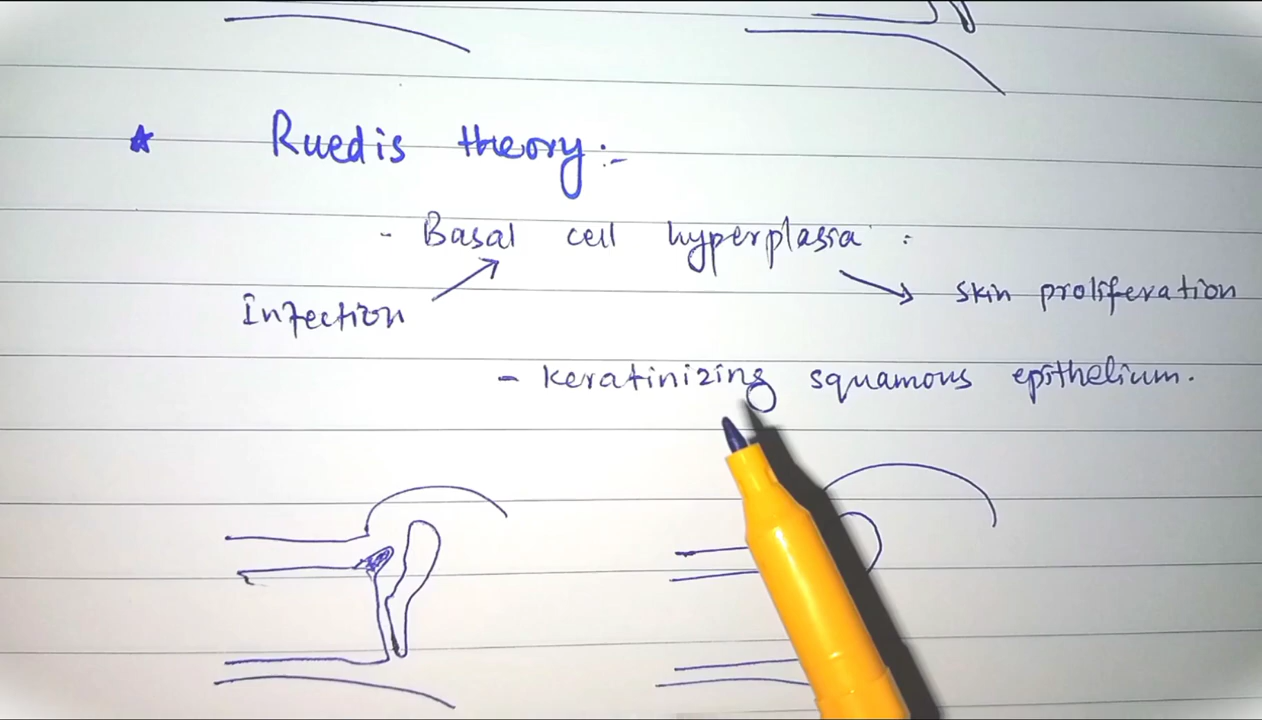 ★ Ruedis theory:-
- Basal cell hyperplasia :
Infection
skin proliferation
- keratinizing squamous epithelium.